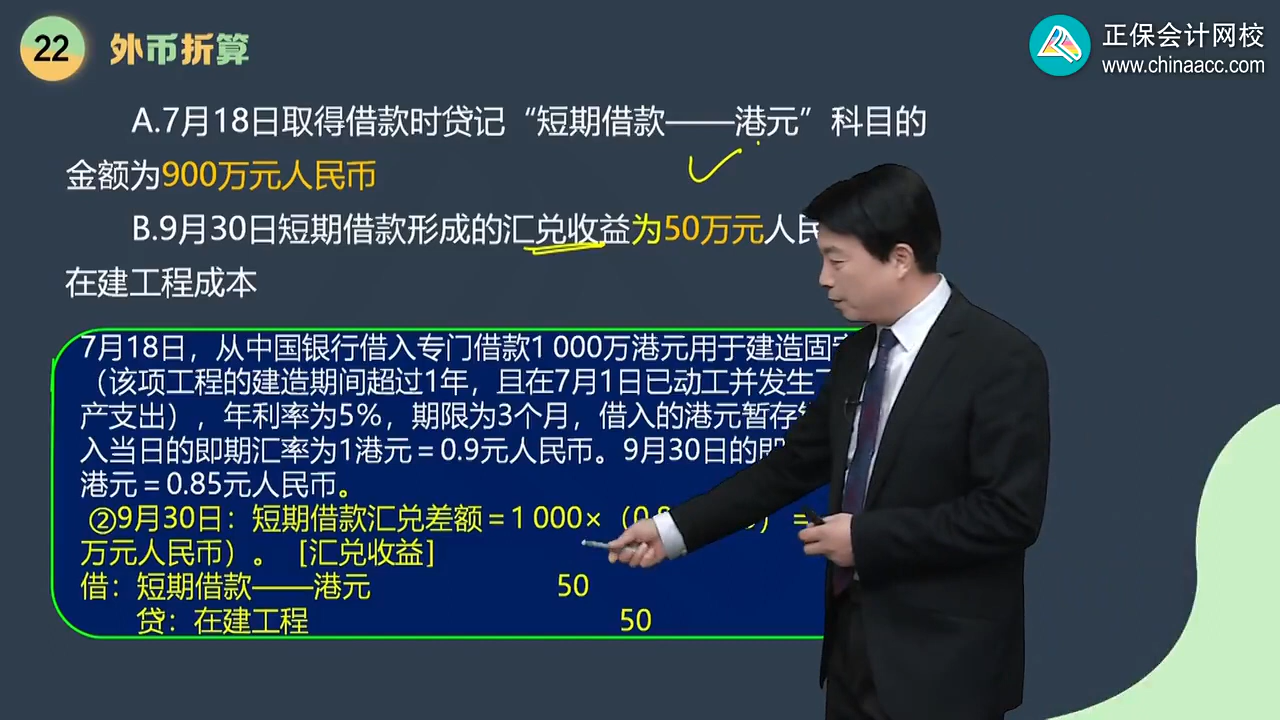 22 外币折算
正保会计网校
www.chinaacc.com
A.7月18日取得借款时贷记“短期借款——港元”科目的
金额为900万元人民币
B.9月30日短期借款形成的汇兑收益为50万元人
在建工程成本
7月18日，从中国银行借入专门借款1 000万港元用于建造固
（该项工程的建造期间超过1年，且在7月1日已动工并发生
产支出），年利率为5%，期限为3个月，借入的港元暂存
入当日的即期汇率为1港元＝0.9元人民币。9月30日的
港元＝0.85元人民币。
②9月30日：短期借款汇兑差额＝1 000×（0. ）＝
万元人民币）。［汇兑收益］
借：短期借款——港元 50
贷：在建工程 50